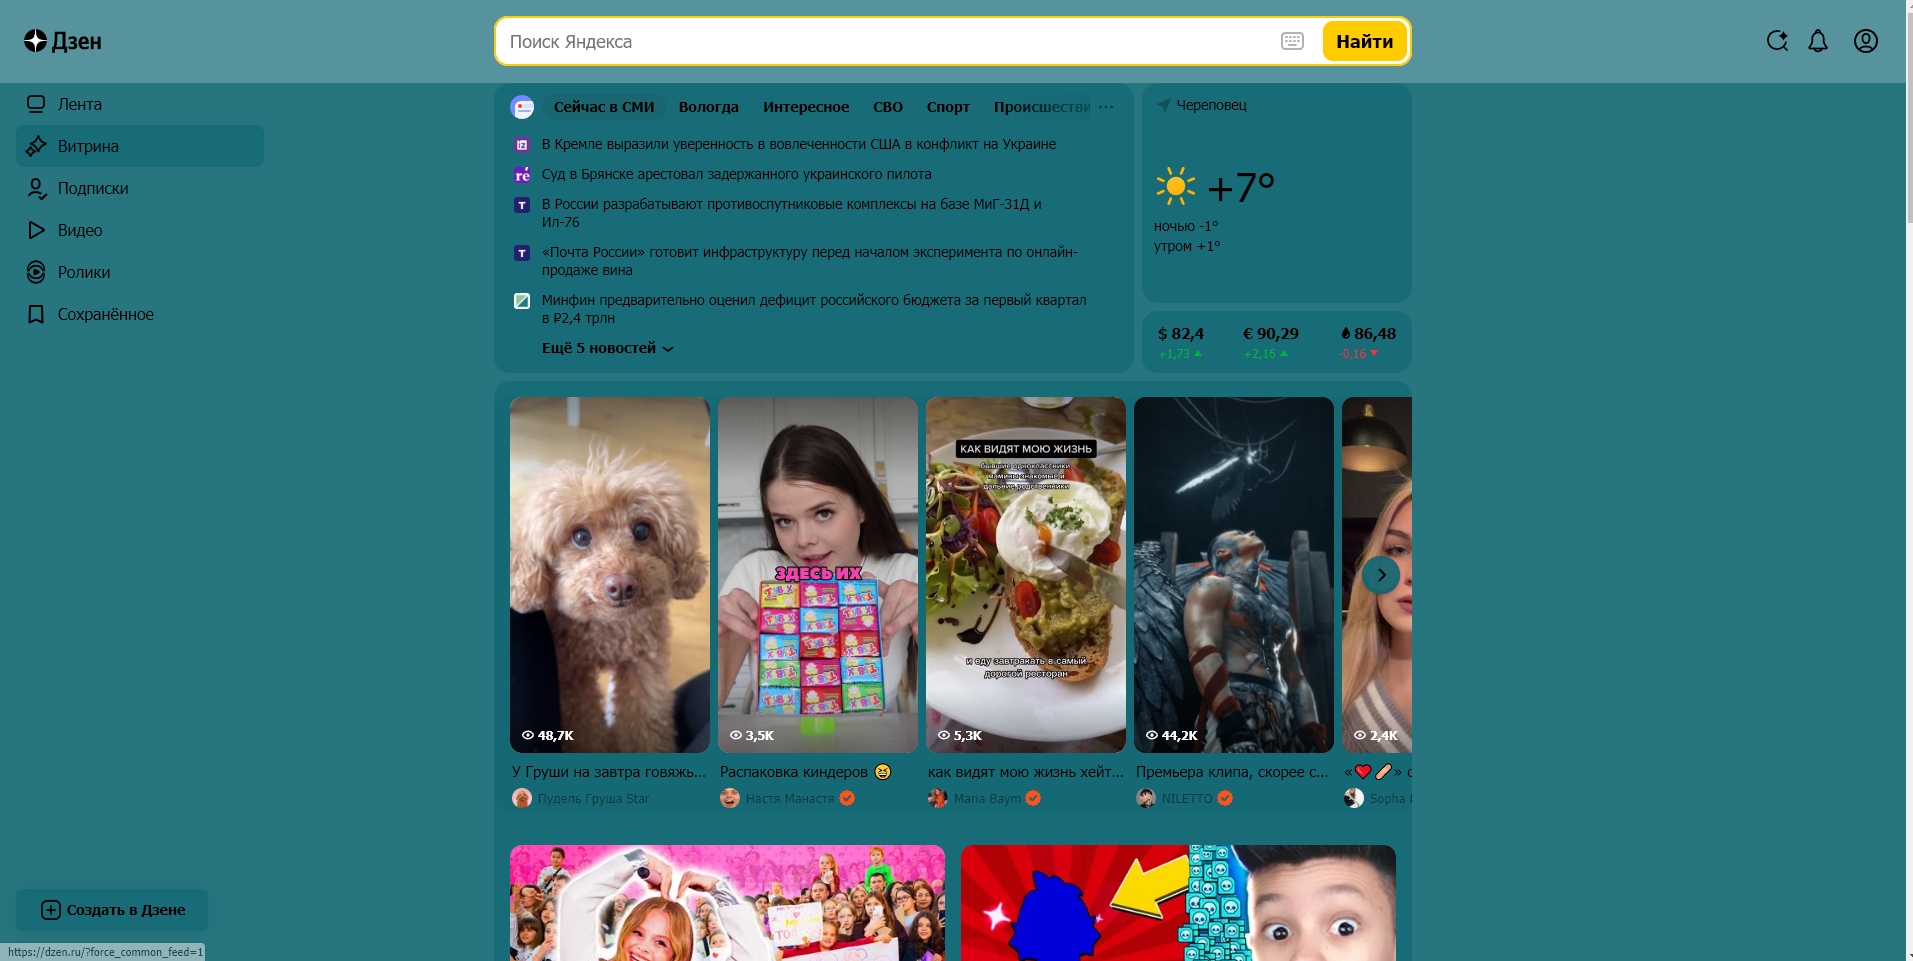 Дзен
Поиск Яндекса
Найти
Лента
Витрина
Подписки
Видео
Ролики
Сохранённое
Сейчас в СМИ
Вологда
Интересное
СВО
Спорт
Происшестви
В Кремле выразили уверенность в вовлеченности США в конфликт на Украине
Суд в Брянске арестовал задержанного украинского пилота
В России разрабатывают противоспутниковые комплексы на базе МиГ-31Д и
Ил-76
«Почта России» готовит инфраструктуру перед началом эксперимента по онлайн-
продаже вина
Минфин предварительно оценил дефицит российского бюджета за первый квартал
в ₽2,4 трлн
Ещё 5 новостей
Череповец
+7°
ночью -1°
утром +1°
$ 82,4
+1,73
€ 90,29
+2,16
86,48
-0,16
48,7K
У Груши на завтра говяжь...
Пудель Груша Star
ЗДЕСЬ ИХ
3,5K
Распаковка киндеров 😆
Настя Манастя
КАК ВИДЯТ МОЮ ЖИЗНЬ
бывшие одноклассники,
мамины знакомые и
дальние родственники
и еду завтракать в самый
дорогой ресторан
5,3K
как видят мою жизнь хейт...
Maria Baym
44,2K
Премьера клипа, скорее с...
NILETTO
2,4K
«❤️🩹» с
Sopha
Создать в Дзене
https://dzen.ru/?force_common_feed=1